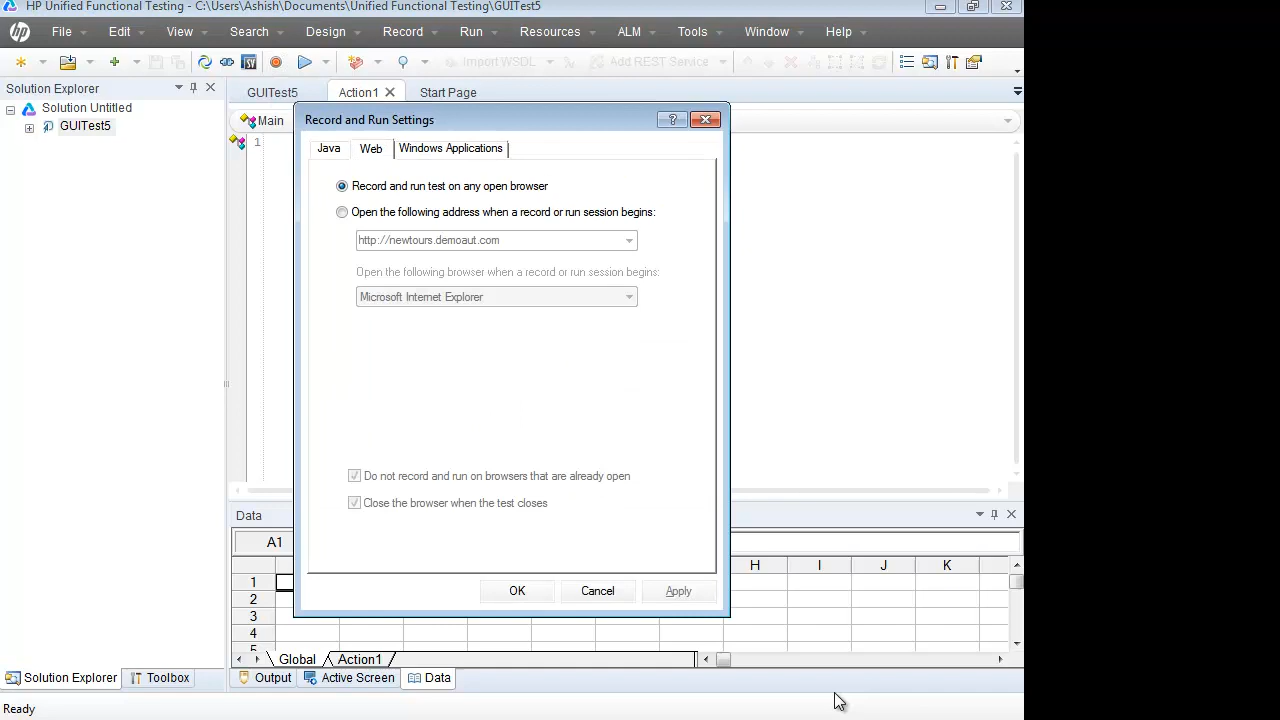 HP Unified Functional Testing - C:\Users\Ashish\Documents\Unified Functional Testing\GUITest5
hp File Edit View Search Design Record Run Resources ALM Tools Window Help
Import WSDL Add REST Service
Solution Explorer
GUITest5 Action1 Start Page
Solution Untitled
GUITest5
Main
1
Record and Run Settings
?
Java Web Windows Applications
Record and run test on any open browser
Open the following address when a record or run session begins:
http://newtours.demoaut.com
Open the following browser when a record or run session begins:
Microsoft Internet Explorer
Do not record and run on browsers that are already open
Close the browser when the test closes
OK Cancel Apply
Data
A1
H I J K
1
2
3
4
5
Global Action1
Solution Explorer Toolbox Output Active Screen Data
Ready